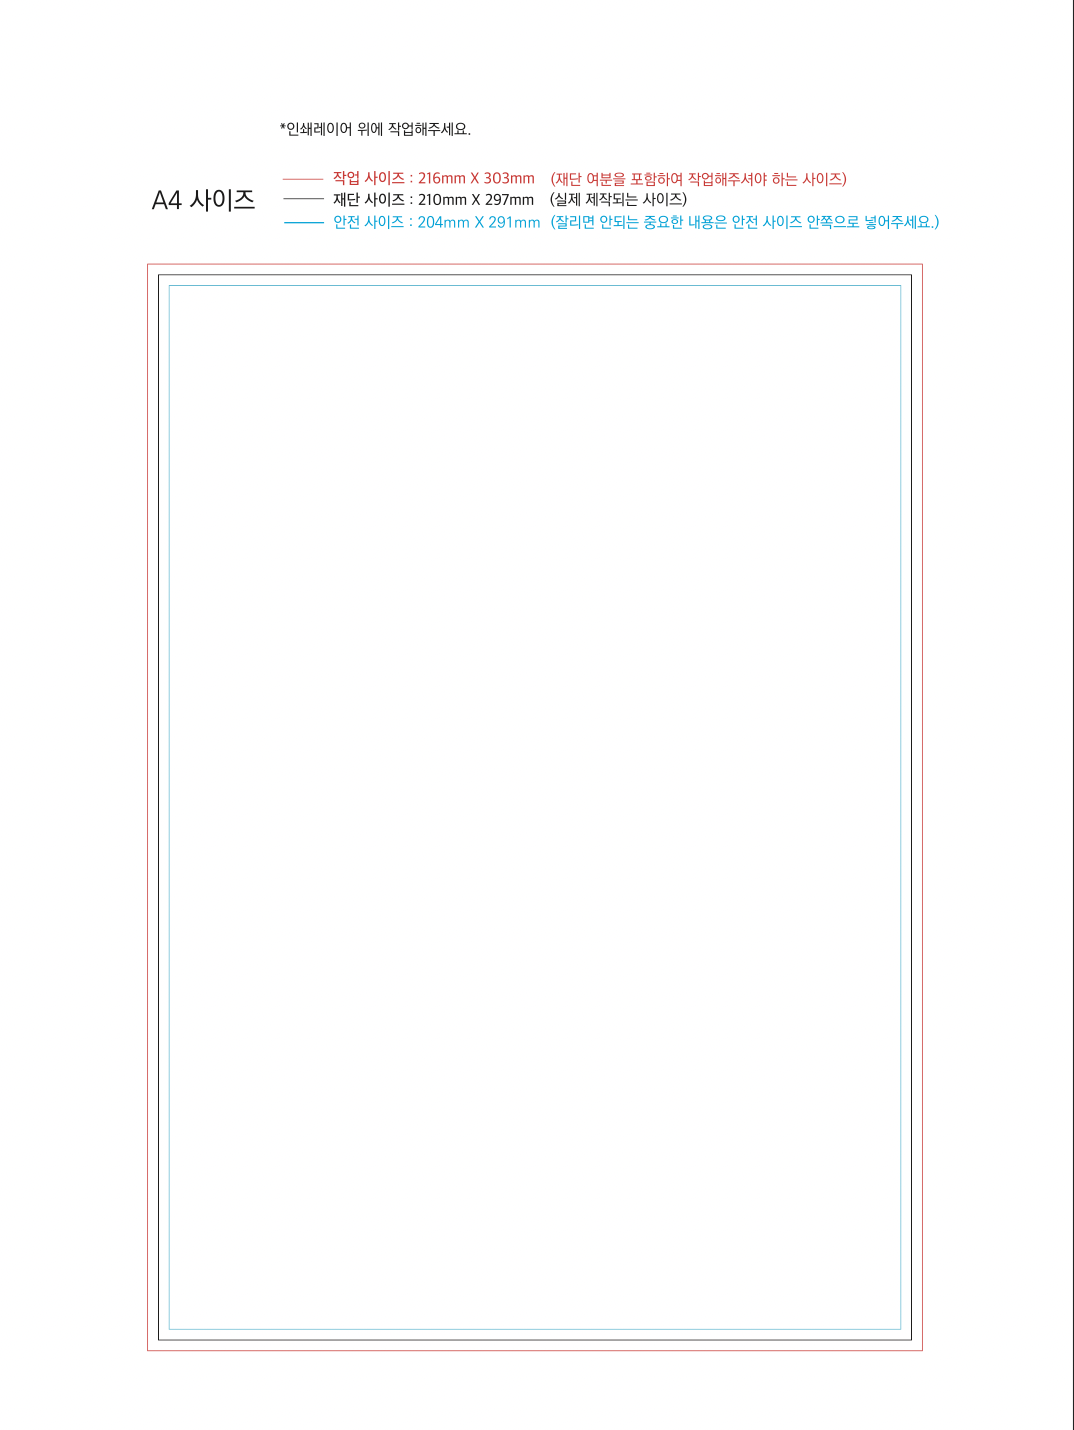 *인쇄레이어 위에 작업해주세요.
A4 사이즈
작업 사이즈 : 216mm X 303mm (재단 여분을 포함하여 작업해주셔야 하는 사이즈)
재단 사이즈 : 210mm X 297mm (실제 제작되는 사이즈)
안전 사이즈 : 204mm X 291mm (잘리면 안되는 중요한 내용은 안전 사이즈 안쪽으로 넣어주세요.)